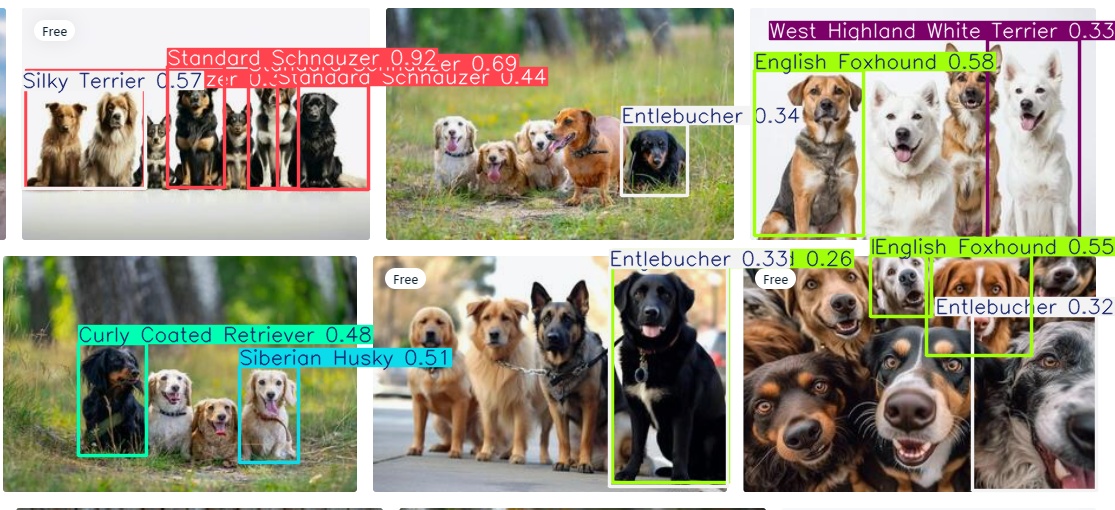 Free
Standard Schnauzer 0.92
er 0.69
Silky Terrier 0.57
zer 0.
Standard Schnauzer 0.44
Entlebucher 0.34
West Highland White Terrier 0.33
English Foxhound 0.58
Curly Coated Retriever 0.48
Siberian Husky 0.51
Free
Entlebucher 0.33
0.26
Free
English Foxhound 0.55
Entlebucher 0.32